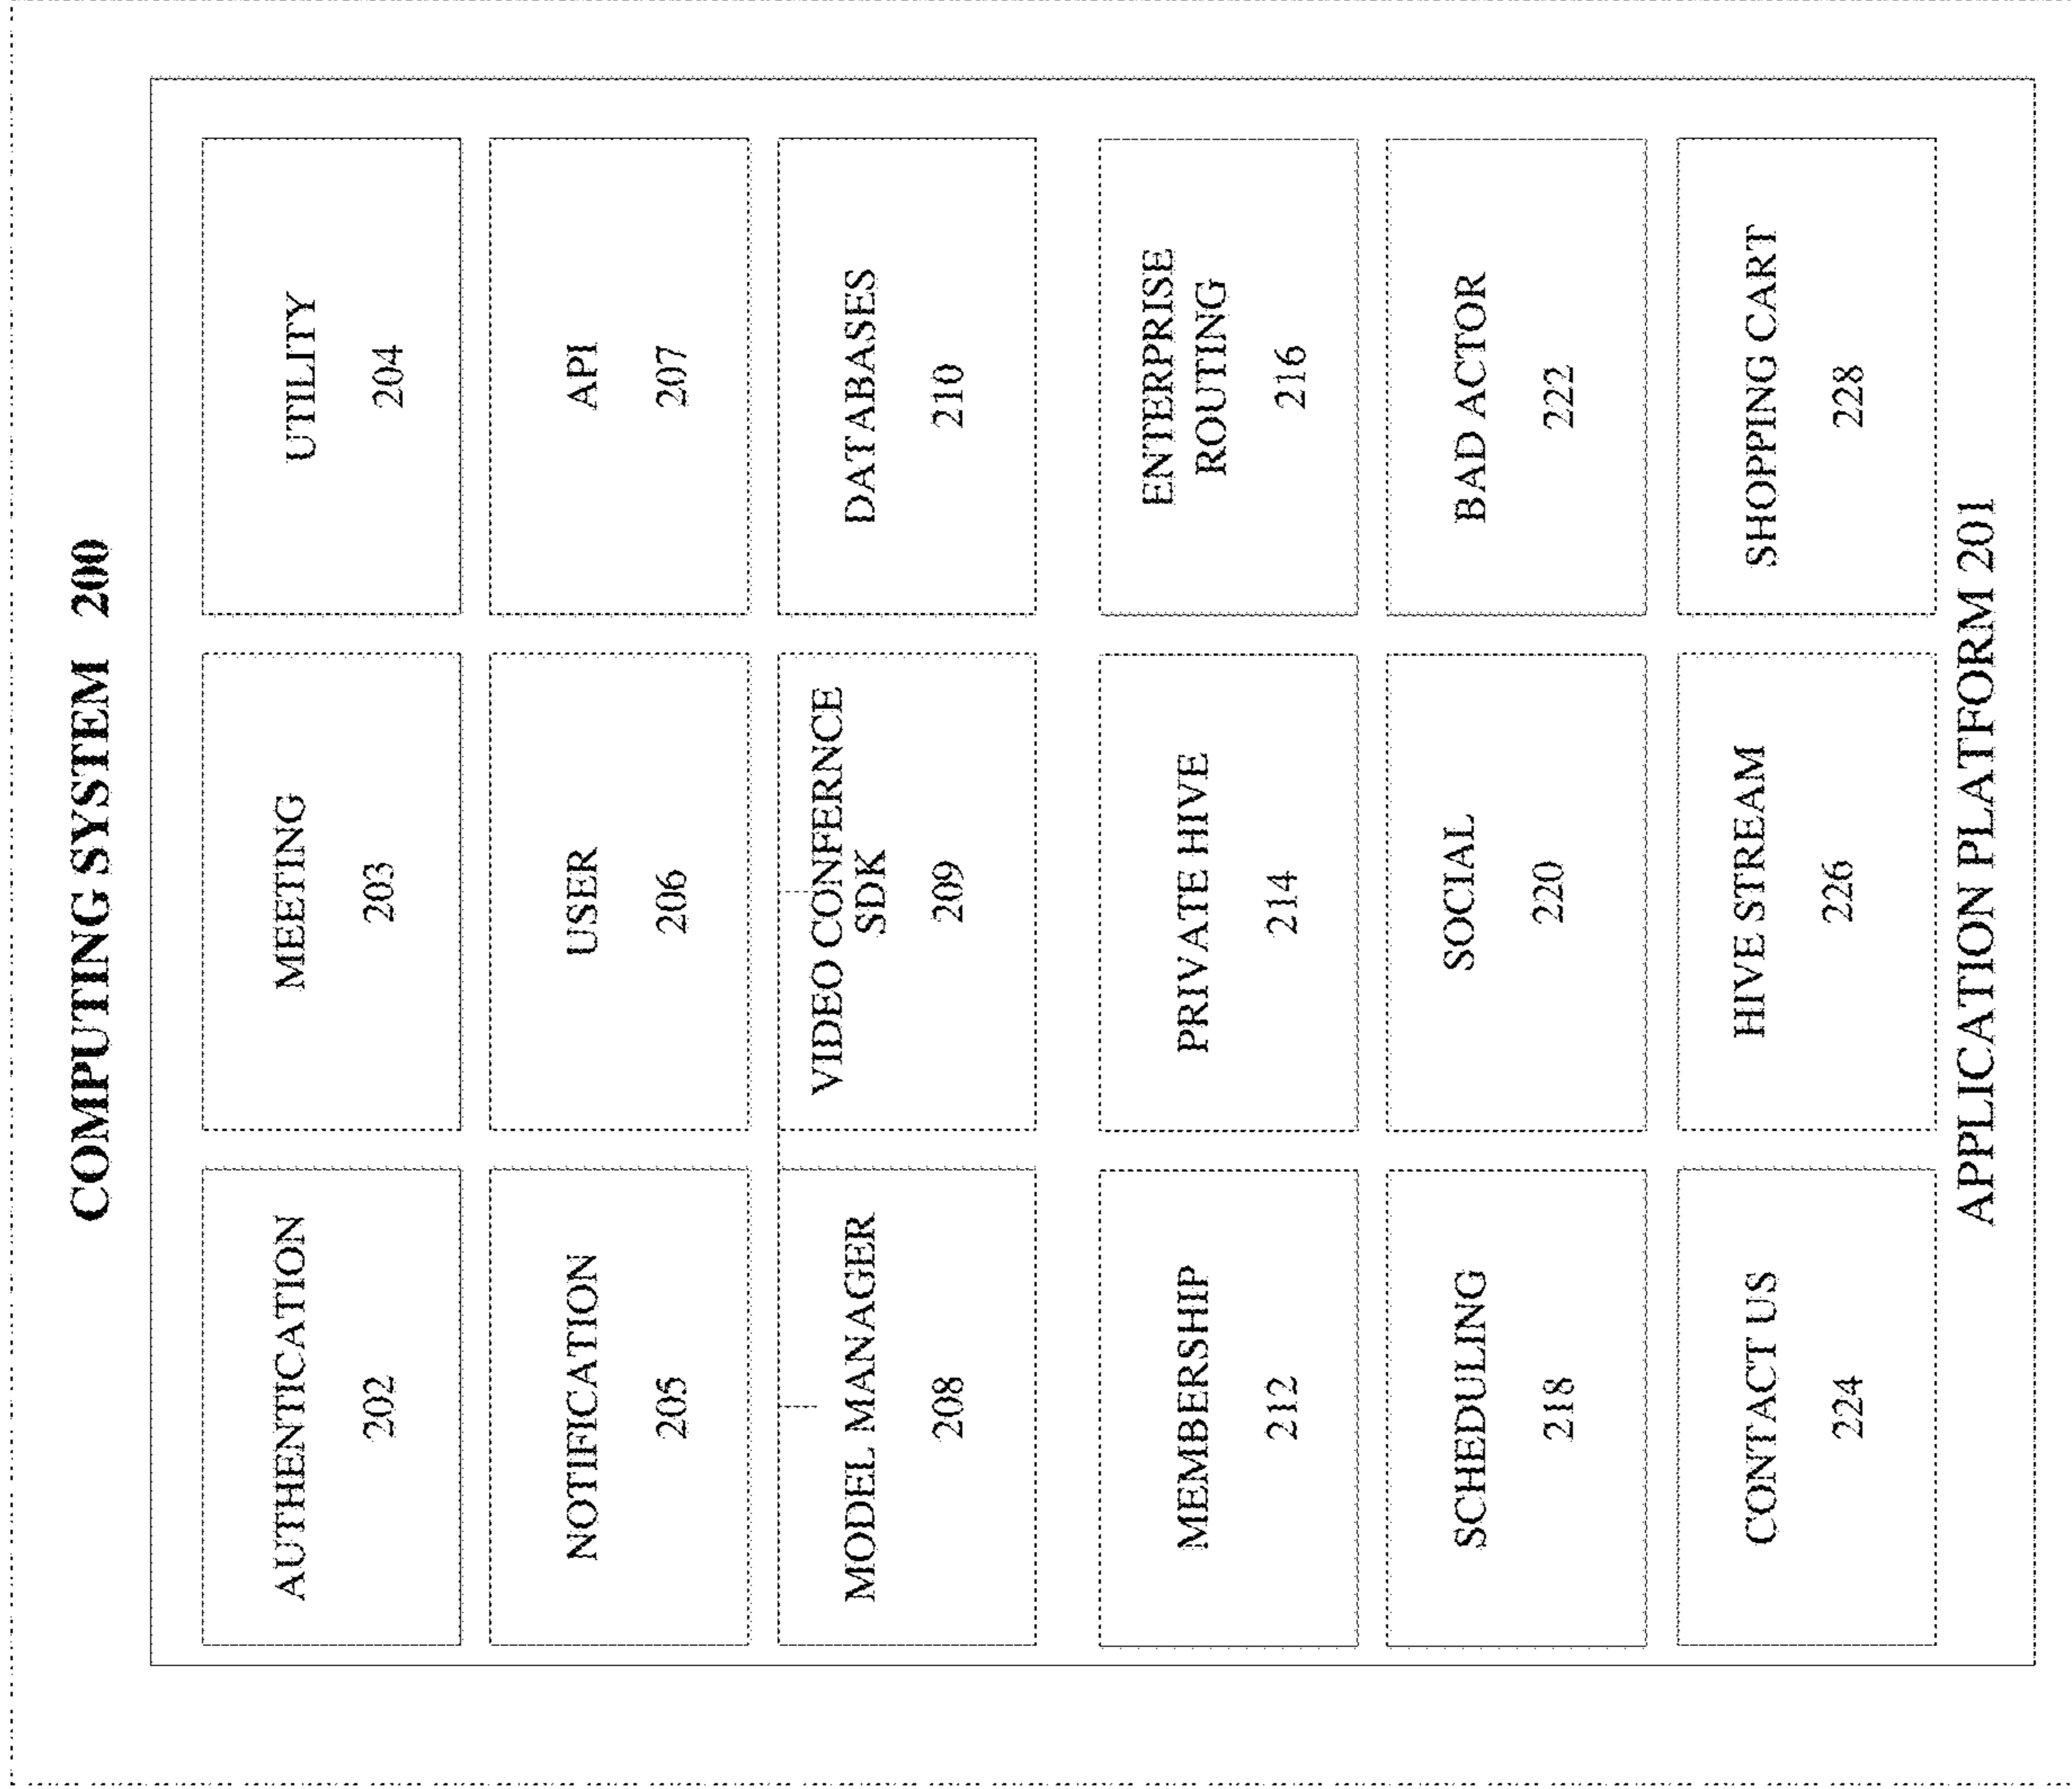 COMPUTING SYSTEM 200
AUTHENTICATION
202
MEETING
203
UTILITY
204
NOTIFICATION
205
USER
206
API
207
MODEL MANAGER
208
VIDEO CONFERNCE
SDK
209
DATABASES
210
MEMBERSHIP
212
PRIVATE HIVE
214
ENTERPRISE
ROUTING
216
SCHEDULING
218
SOCIAL
220
BAD ACTOR
222
CONTACT US
224
HIVE STREAM
226
SHOPPING CART
228
APPLICATION PLATFORM 201